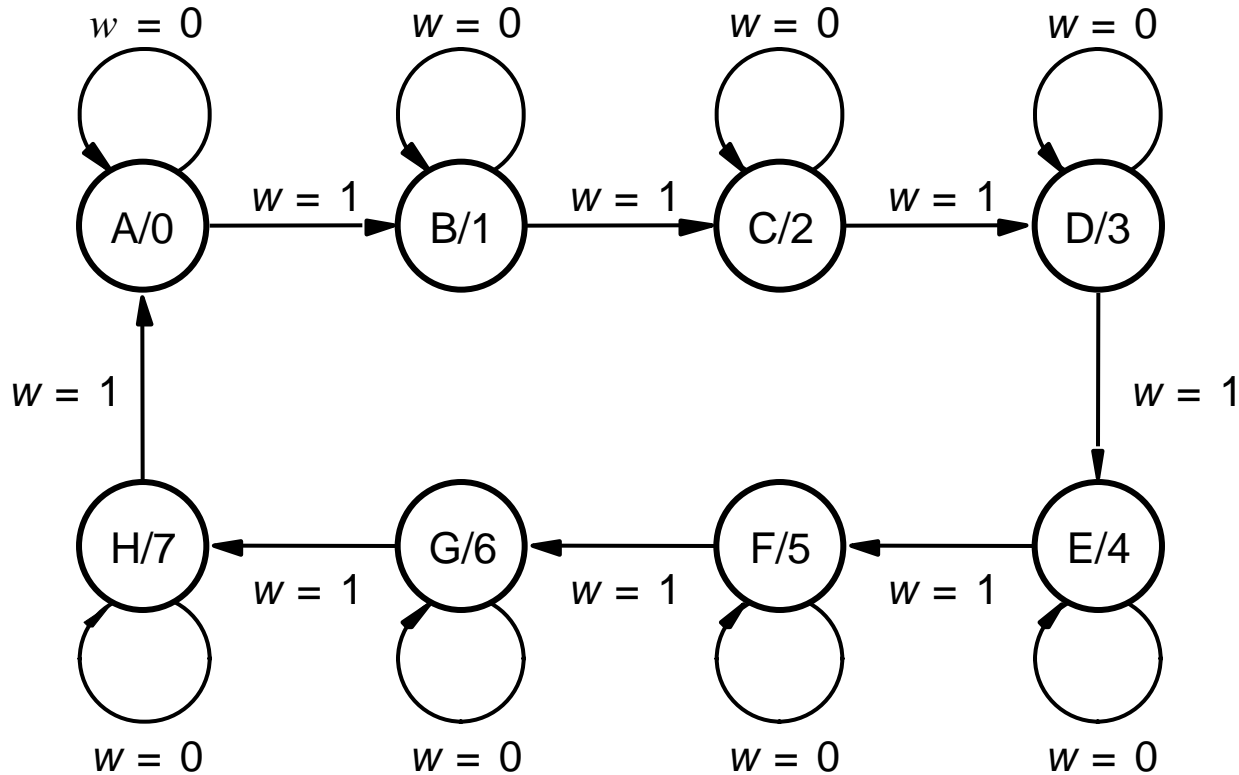 w = 0 w = 0 w = 0 w = 0
A/0 w = 1 B/1 w = 1 C/2 w = 1 D/3
w = 1 w = 1
H/7 G/6 F/5 E/4
w = 1 w = 1 w = 1
w = 0 w = 0 w = 0 w = 0